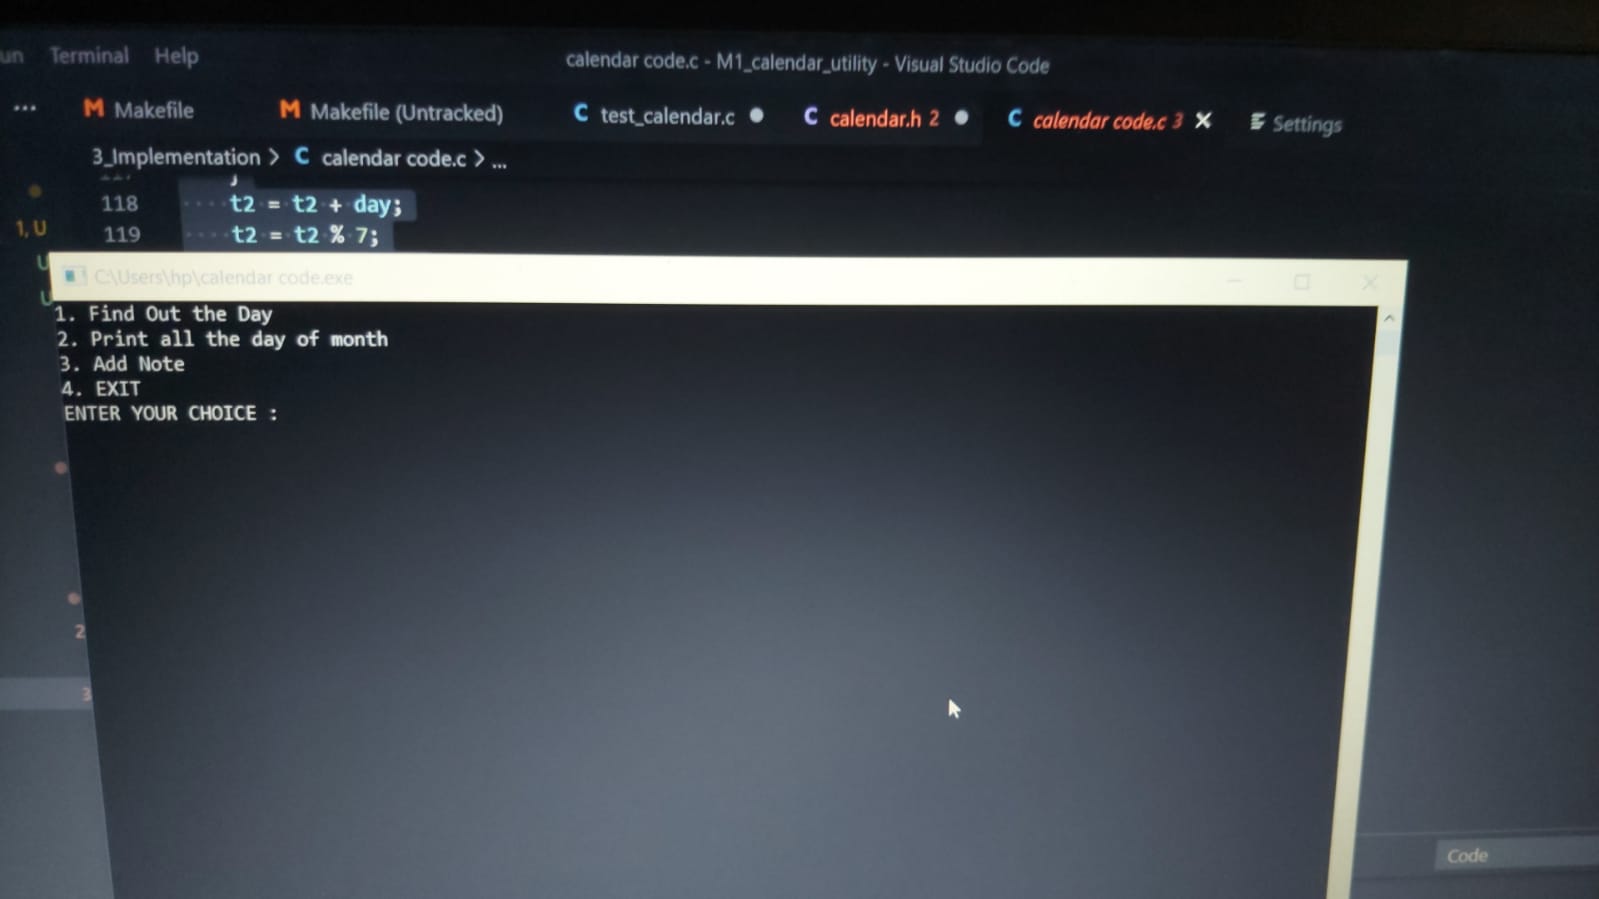 un Terminal Help
calendar code.c - M1_calendar_utility - Visual Studio Code
... M Makefile M Makefile (Untracked) C test_calendar.c C calendar.h 2 C calendar code.c 3 Settings
3_Implementation > C calendar code.c > ...
118 t2 = t2 + day;
1, U
119 t2 = t2 % 7;
U
U
C:\Users\hp\calendar code.exe
1. Find Out the Day
2. Print all the day of month
3. Add Note
4. EXIT
ENTER YOUR CHOICE :
2
3
Code